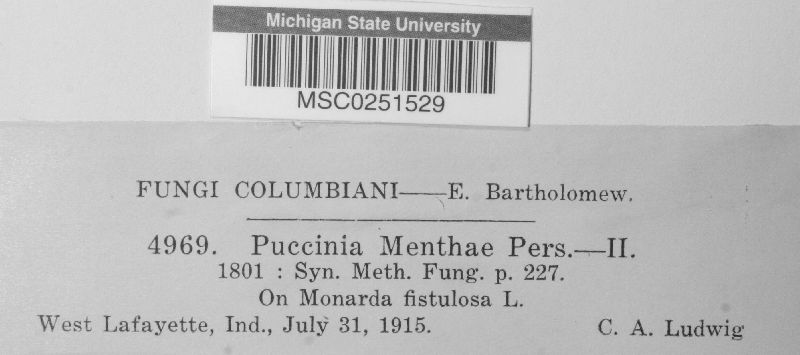 Michigan State University
MSC0251529
FUNGI COLUMBIANI——E. Bartholomew.
4969. Puccinia Menthae Pers.—II.
1801 : Syn. Meth. Fung. p. 227.
On Monarda fistulosa L.
West Lafayette, Ind., July 31, 1915. C. A. Ludwig